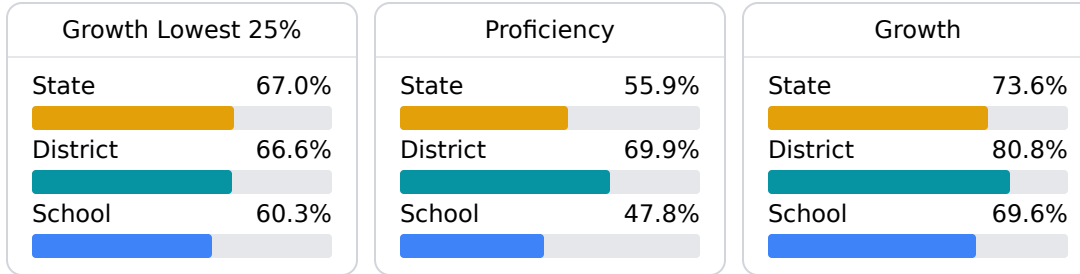 Growth Lowest 25%
State 67.0%
District 66.6%
School 60.3%
Proficiency
State 55.9%
District 69.9%
School 47.8%
Growth
State 73.6%
District 80.8%
School 69.6%